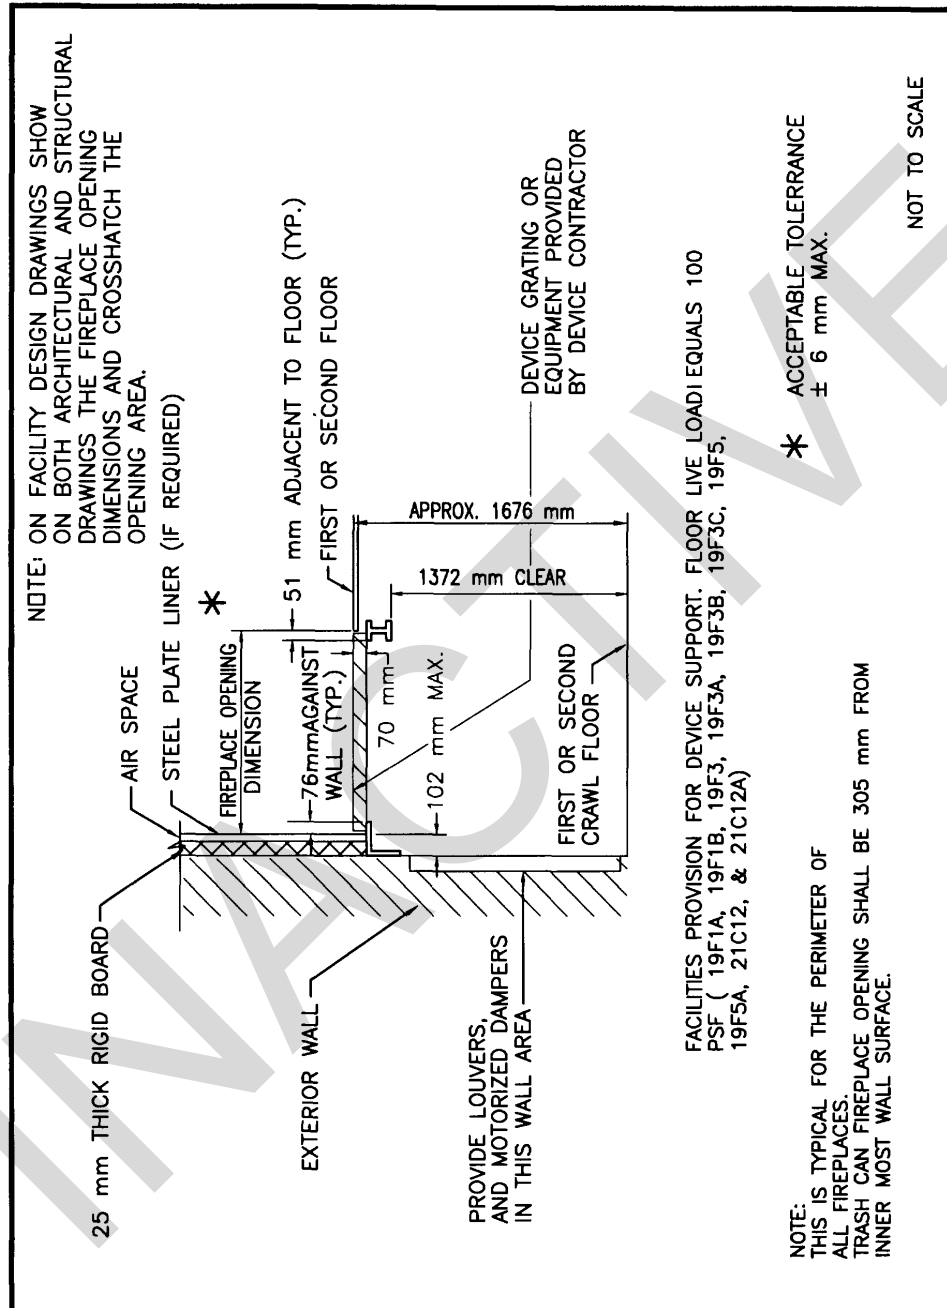 NOTE: ON FACILITY DESIGN DRAWINGS SHOW
ON BOTH ARCHITECTURAL AND STRUCTURAL
DRAWINGS THE FIREPLACE OPENING
DIMENSIONS AND CROSSHATCH THE
OPENING AREA.
25 mm THICK RIGID BOARD
AIR SPACE
STEEL PLATE LINER (IF REQUIRED)
*
FIREPLACE OPENING
DIMENSION
51 mm ADJACENT TO FLOOR (TYP.)
FIRST OR SECOND FLOOR
76mmAGAINST
WALL (TYP.)
70 mm
102 mm MAX.
APPROX. 1676 mm
1372 mm CLEAR
EXTERIOR WALL
DEVICE GRATING OR
EQUIPMENT PROVIDED
BY DEVICE CONTRACTOR
PROVIDE LOUVERS,
AND MOTORIZED DAMPERS
IN THIS WALL AREA
FIRST OR SECOND
CRAWL FLOOR
FACILITIES PROVISION FOR DEVICE SUPPORT. FLOOR LIVE LOADI EQUALS 100
PSF ( 19F1A, 19F1B, 19F3, 19F3A, 19F3B, 19F3C, 19F5,
19F5A, 21C12, & 21C12A)
* ACCEPTABLE TOLERRANCE
± 6 mm MAX.
NOTE:
THIS IS TYPICAL FOR THE PERIMETER OF
ALL FIREPLACES.
TRASH CAN FIREPLACE OPENING SHALL BE 305 mm FROM
INNER MOST WALL SURFACE.
NOT TO SCALE
INACTIVE